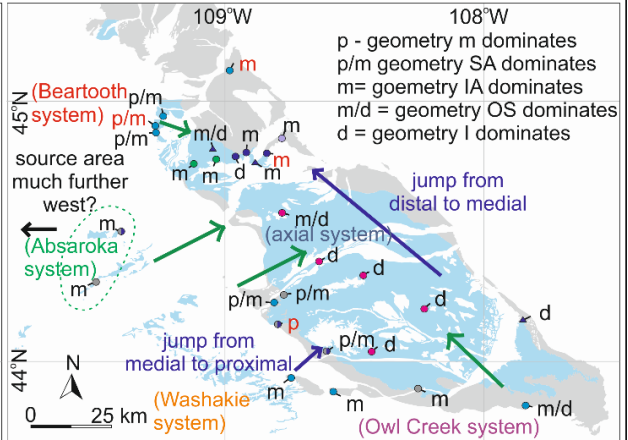 109°W
108°W
p - geometry m dominates
p/m geometry SA dominates
m= goemetry IA dominates
m/d = geometry OS dominates
d = geometry I dominates
m
(Beartooth
system)
p/m
p/m
p/m
45°N
m/d
m
m
m
m
d
m
m
source area
much further
west?
jump from
distal to medial
m
(Absaroka
system)
m
m/d
(axial system)
d
d
d
p/m
p/m
p
d
jump from
medial to proximal
p/m
d
44°N
N
0
25 km
m
m
m
m/d
(Washakie
system)
(Owl Creek system)